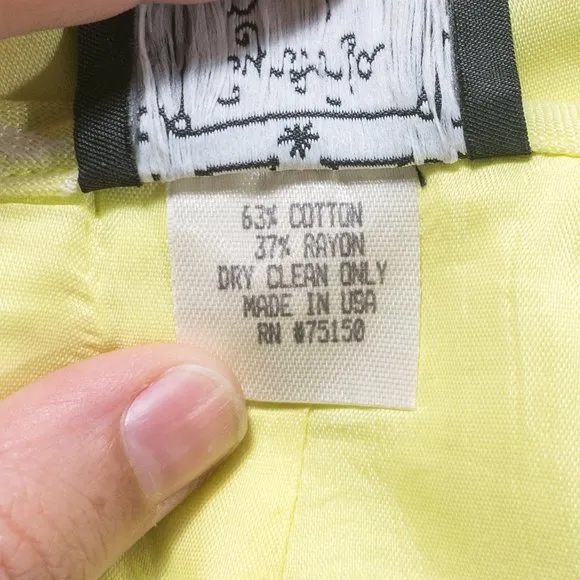 63% COTTON
37% RAYON
DRY CLEAN ONLY
MADE IN USA
RN #75150